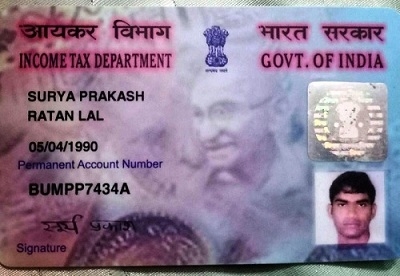 आयकर विभाग
भारत सरकार
INCOME TAX DEPARTMENT
GOVT. OF INDIA
SURYA PRAKASH
RATAN LAL
05/04/1990
Permanent Account Number
BUMPP7434A
सूर्य प्रकाश
Signature